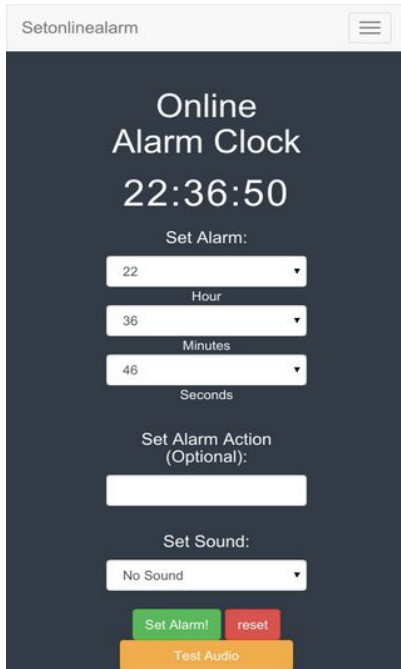 Setonlinealarm
Online
Alarm Clock
22:36:50
Set Alarm:
22
Hour
36
Minutes
46
Seconds
Set Alarm Action
(Optional):
Set Sound:
No Sound
Set Alarm! reset
Test Audio